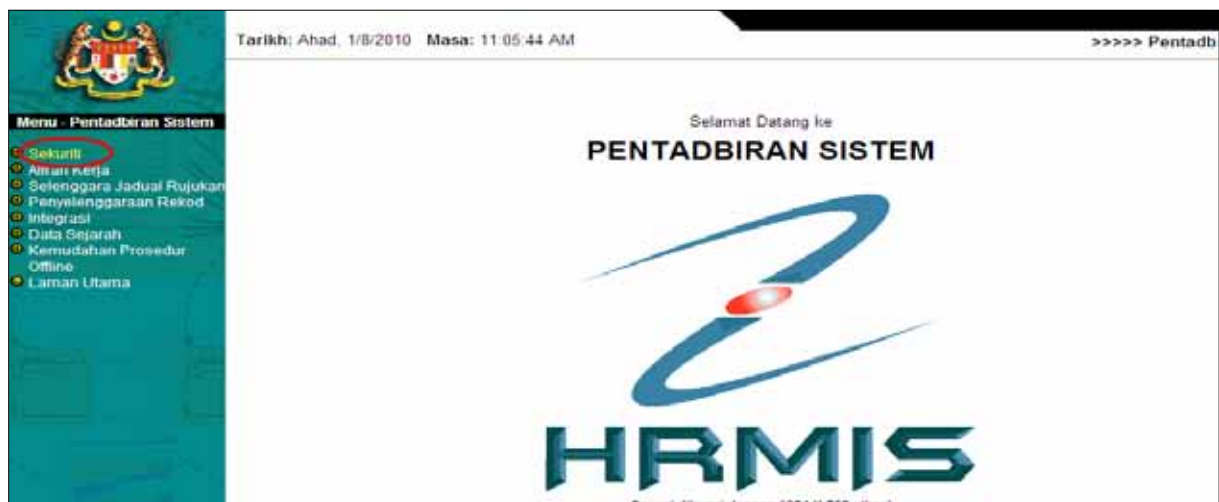 Tarikh: Ahad, 1/8/2010 Masa: 11:05:44 AM
>>>>> Pentadb
Menu - Pentadbiran Sistem
Sekuriti
Aliran Kerja
Selenggara Jadual Rujukan
Penyelenggaraan Rekod
Integrasi
Data Sejarah
Kemudahan Prosedur
Offline
Laman Utama
Selamat Datang ke
PENTADBIRAN SISTEM
HRMIS